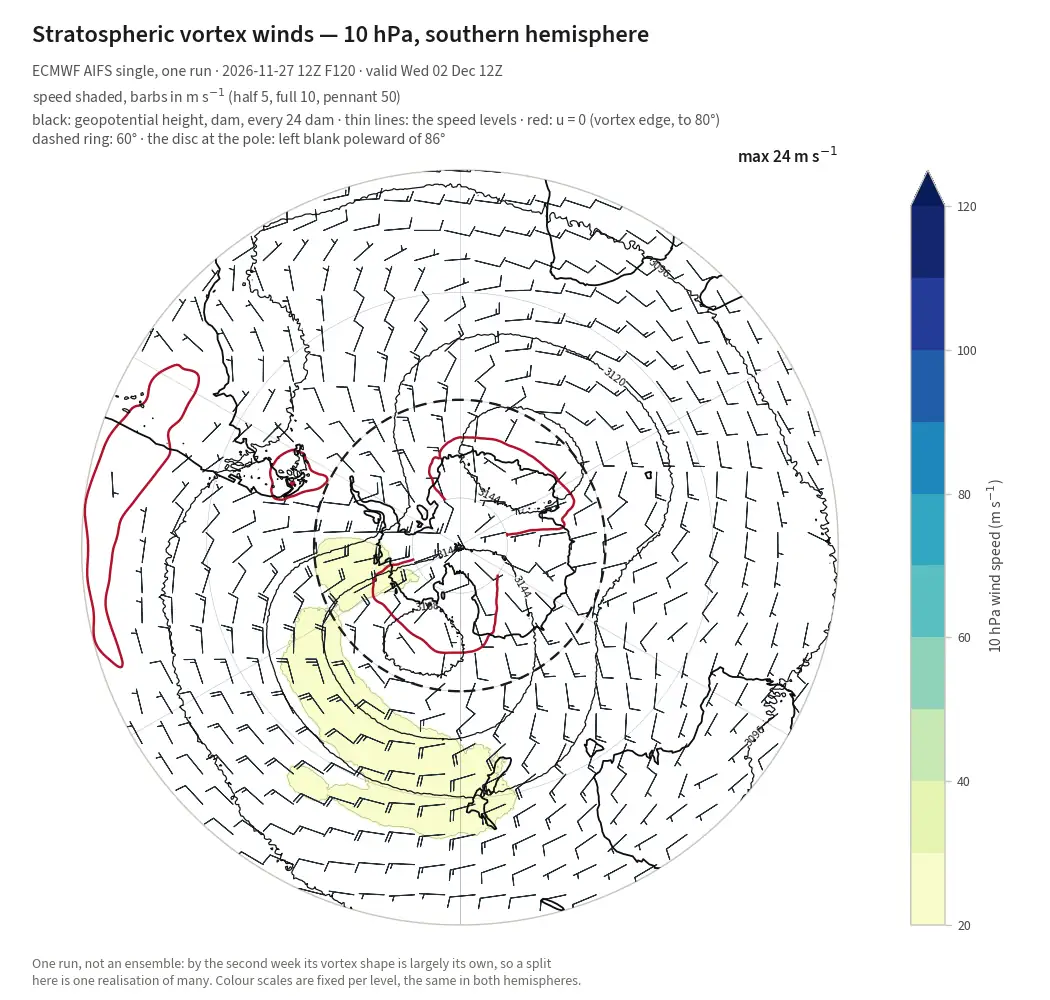 Stratospheric vortex winds — 10 hPa, southern hemisphere
ECMWF AIFS single, one run · 2026-11-27 12Z F120 · valid Wed 02 Dec 12Z
speed shaded, barbs in m s⁻¹ (half 5, full 10, pennant 50)
black: geopotential height, dam, every 24 dam · thin lines: the speed levels · red: u = 0 (vortex edge, to 80°)
dashed ring: 60° · the disc at the pole: left blank poleward of 86°
max 24 m s⁻¹
120
100
80
60
40
20
10 hPa wind speed (m s⁻¹)
3096
3120
3144
3144
3168
3096
One run, not an ensemble: by the second week its vortex shape is largely its own, so a split
here is one realisation of many. Colour scales are fixed per level, the same in both hemispheres.